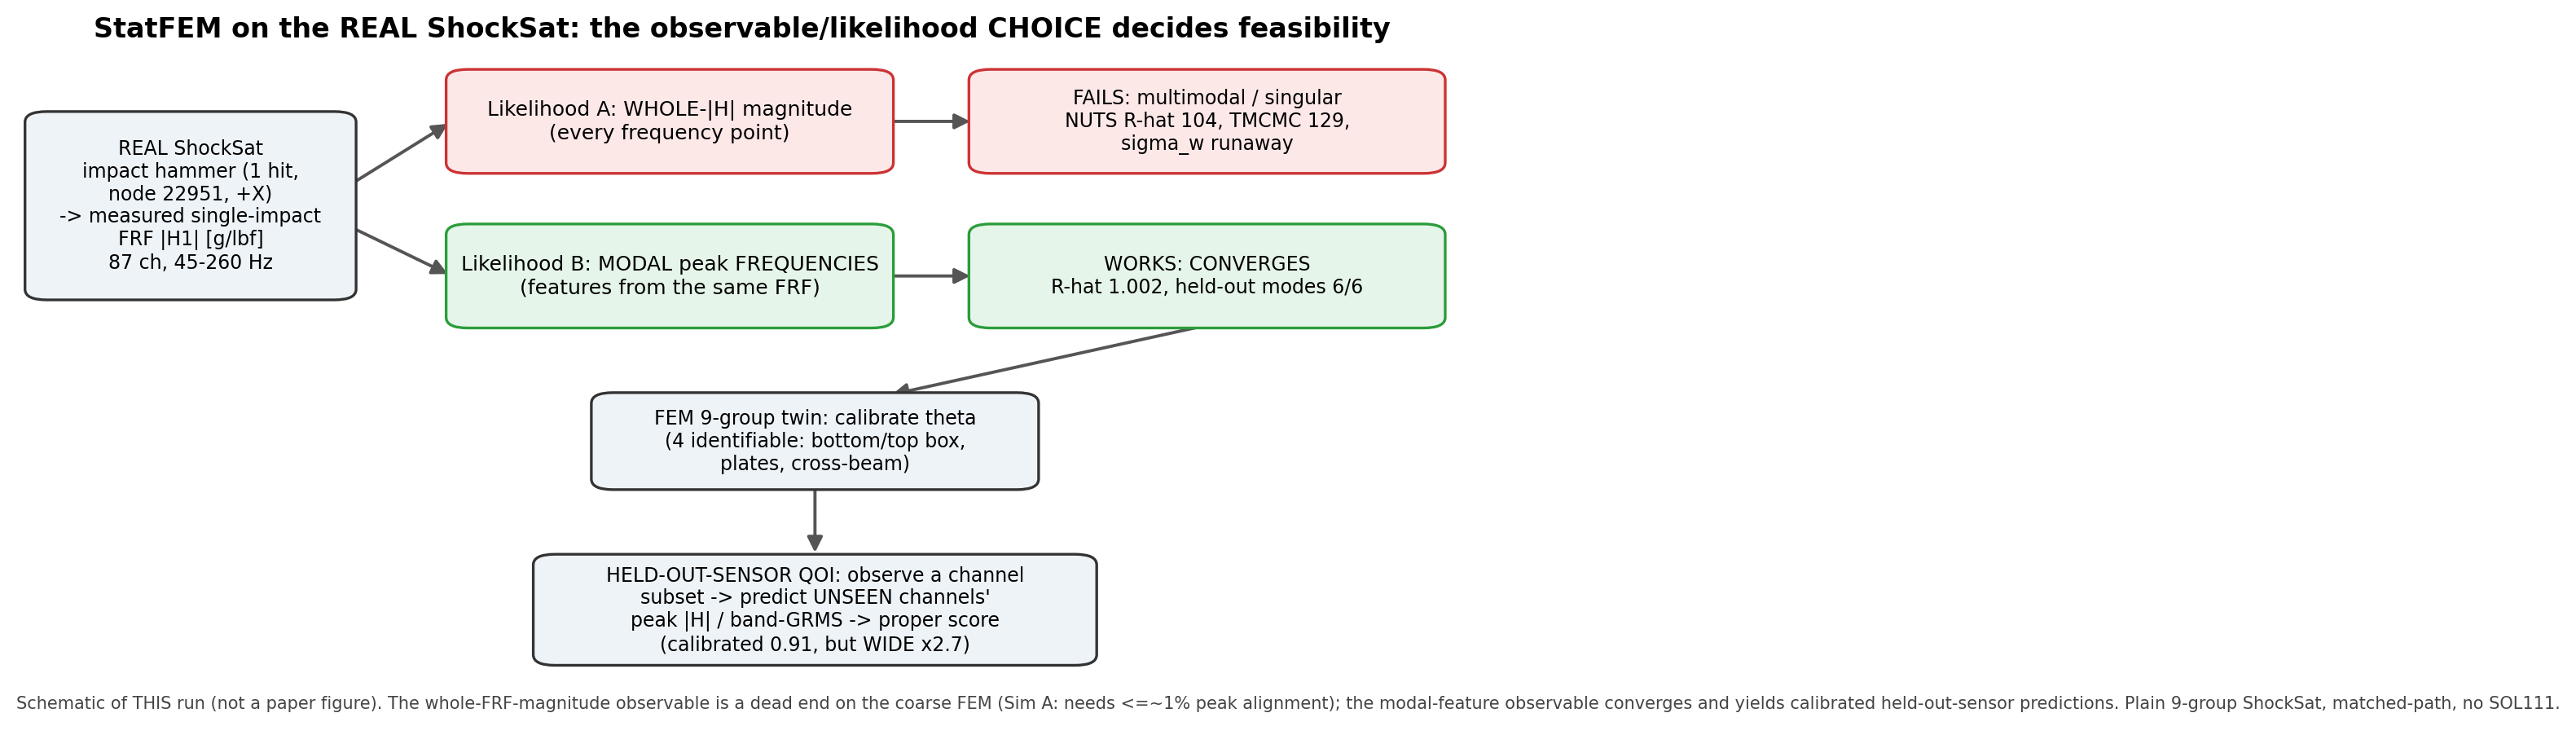 StatFEM on the REAL ShockSat: the observable/likelihood CHOICE decides feasibility
REAL ShockSat
impact hammer (1 hit,
node 22951, +X)
-> measured single-impact
FRF |H1| [g/lbf]
87 ch, 45-260 Hz
Likelihood A: WHOLE-|H| magnitude
(every frequency point)
FAILS: multimodal / singular
NUTS R-hat 104, TMCMC 129,
sigma_w runaway
Likelihood B: MODAL peak FREQUENCIES
(features from the same FRF)
WORKS: CONVERGES
R-hat 1.002, held-out modes 6/6
FEM 9-group twin: calibrate theta
(4 identifiable: bottom/top box,
plates, cross-beam)
HELD-OUT-SENSOR QOI: observe a channel
subset -> predict UNSEEN channels'
peak |H| / band-GRMS -> proper score
(calibrated 0.91, but WIDE x2.7)
Schematic of THIS run (not a paper figure). The whole-FRF-magnitude observable is a dead end on the coarse FEM (Sim A: needs <=~1% peak alignment); the modal-feature observable converges and yields calibrated held-out-sensor predictions. Plain 9-group ShockSat, matched-path, no SOL111.